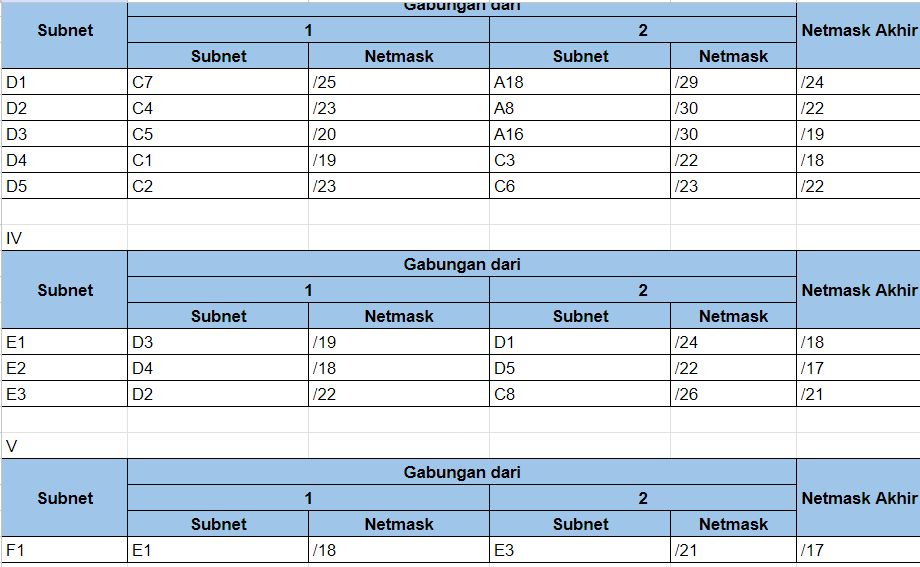 Gabungan dari
Subnet 1 2 Netmask Akhir
Subnet Netmask Subnet Netmask
D1 C7 /25 A18 /29 /24
D2 C4 /23 A8 /30 /22
D3 C5 /20 A16 /30 /19
D4 C1 /19 C3 /22 /18
D5 C2 /23 C6 /23 /22
IV
Gabungan dari
Subnet 1 2 Netmask Akhir
Subnet Netmask Subnet Netmask
E1 D3 /19 D1 /24 /18
E2 D4 /18 D5 /22 /17
E3 D2 /22 C8 /26 /21
V
Gabungan dari
Subnet 1 2 Netmask Akhir
Subnet Netmask Subnet Netmask
F1 E1 /18 E3 /21 /17